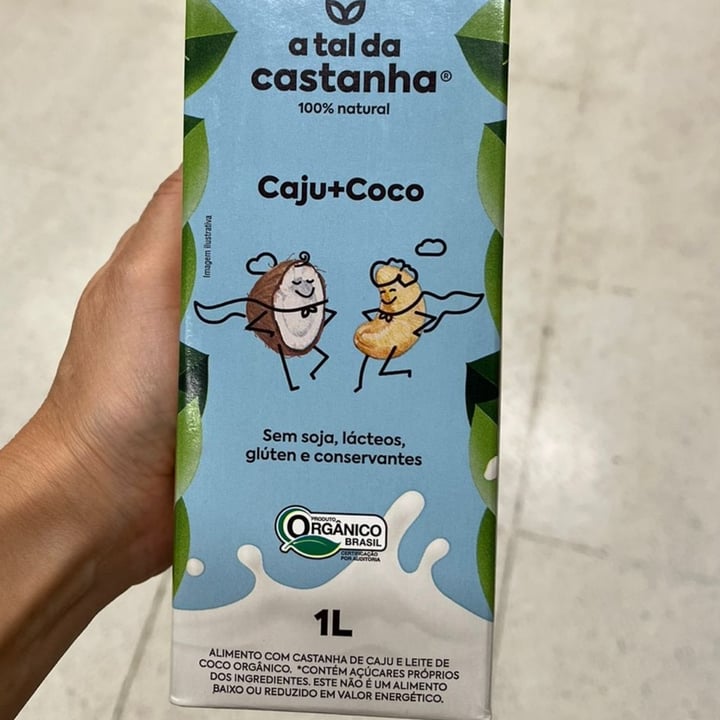 a tal da
castanha®
100% natural
Caju+Coco
Imagem ilustrativa
Sem soja, lácteos,
glúten e conservantes
PRODUTO
ORGÂNICO
BRASIL
CERTIFICAÇÃO
POR AUDITORIA
1L
ALIMENTO COM CASTANHA DE CAJU E LEITE DE
COCO ORGÂNICO. *CONTÉM AÇÚCARES PRÓPRIOS
DOS INGREDIENTES. ESTE NÃO É UM ALIMENTO
BAIXO OU REDUZIDO EM VALOR ENERGÉTICO.